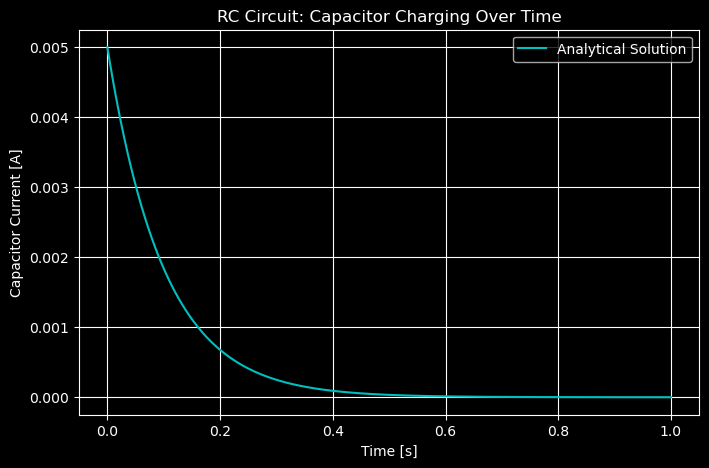 RC Circuit: Capacitor Charging Over Time
Analytical Solution
Capacitor Current [A]
0.005
0.004
0.003
0.002
0.001
0.000
0.0 0.2 0.4 0.6 0.8 1.0
Time [s]